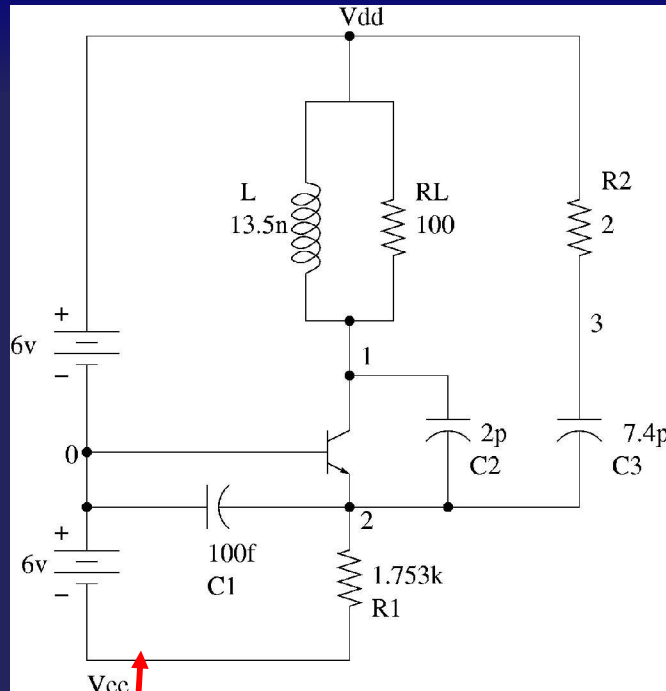 Vdd
L
13.5n
RL
100
R2
2
+
6v
−
1
3
2p
C2
7.4p
C3
0
2
+
6v
−
100f
C1
1.753k
R1
Vcc